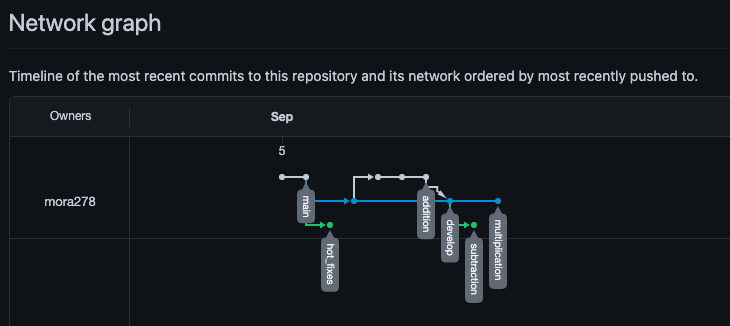 Network graph
Timeline of the most recent commits to this repository and its network ordered by most recently pushed to.
Owners
Sep
5
mora278
main
hot_fixes
addition
develop
subtraction
multiplication